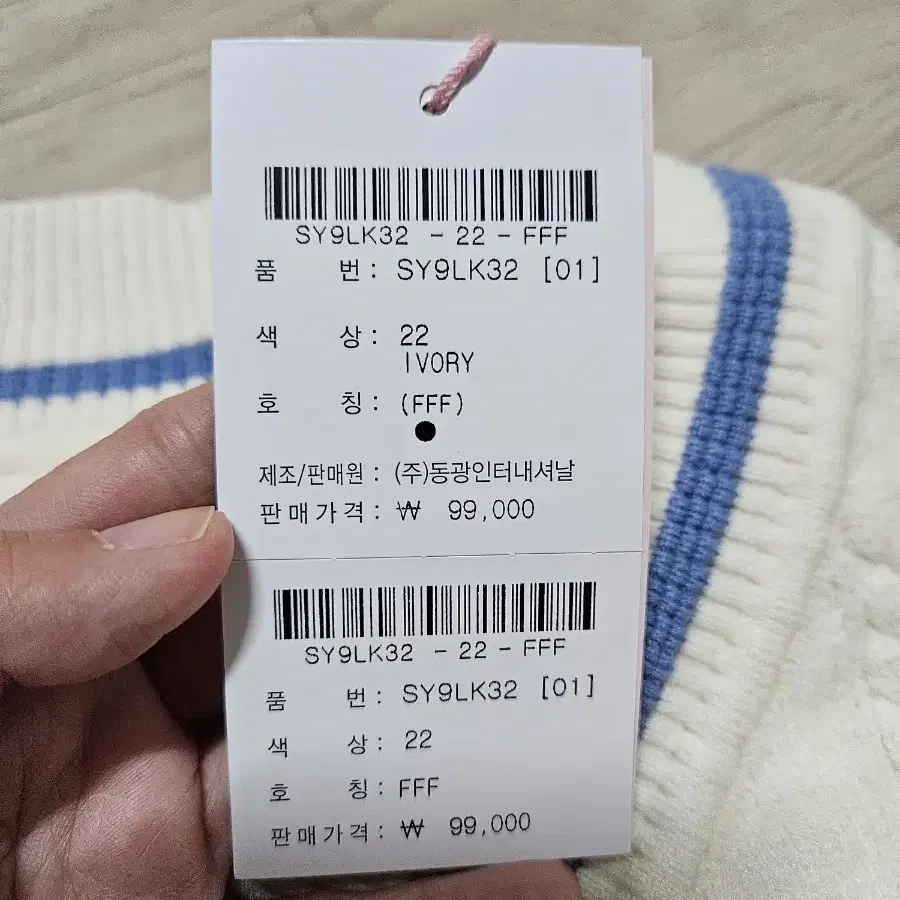 SY9LK32 - 22 - FFF
품 번 : SY9LK32 [01]
색 상 : 22
IVORY
호 칭 : (FFF)
제조/판매원 : (주)동광인터내셔날
판매가격 : ₩ 99,000
SY9LK32 - 22 - FFF
품 번 : SY9LK32 [01]
색 상 : 22
호 칭 : FFF
판매가격 : ₩ 99,000